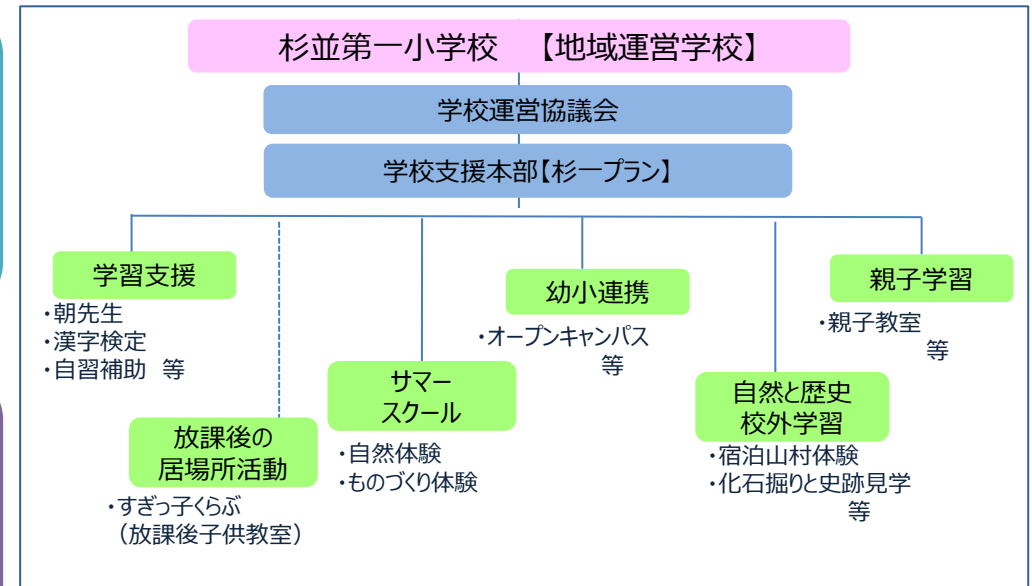 杉並第一小学校　【地域運営学校】
学校運営協議会
学校支援本部【杉一プラン】
学習支援
・朝先生
・漢字検定
・自習補助　等
放課後の
居場所活動
・すぎっ子くらぶ
（放課後子供教室）
サマー
スクール
・自然体験
・ものづくり体験
幼小連携
・オープンキャンパス
等
自然と歴史
校外学習
・宿泊山村体験
・化石掘りと史跡見学
等
親子学習
・親子教室
等